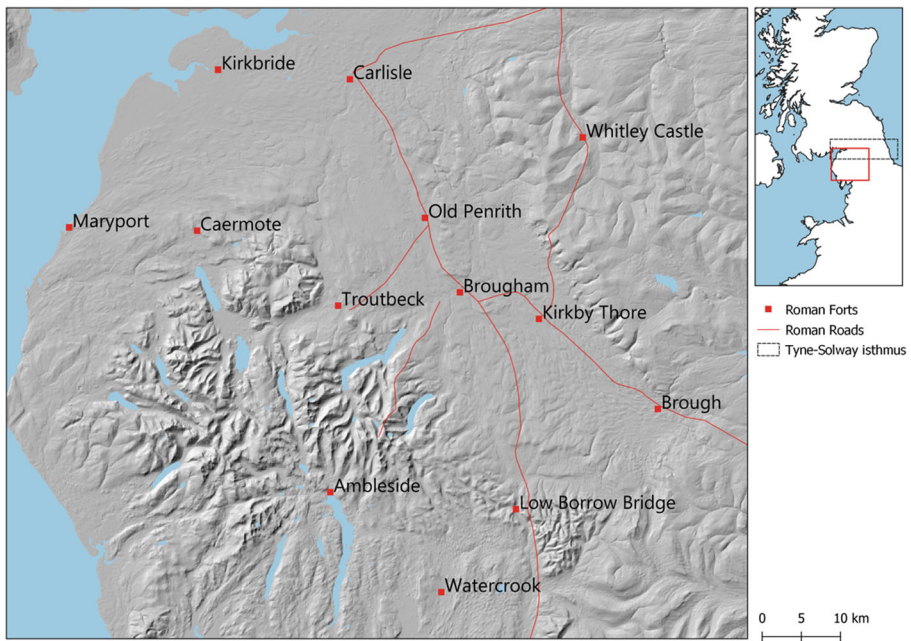 Kirkbride
Carlisle
Whitley Castle
Old Penrith
Maryport
Caermote
Brougham
Troutbeck
Kirkby Thore
Brough
Ambleside
Low Borrow Bridge
Watercrook
Roman Forts
Roman Roads
Tyne-Solway isthmus
0 5 10 km